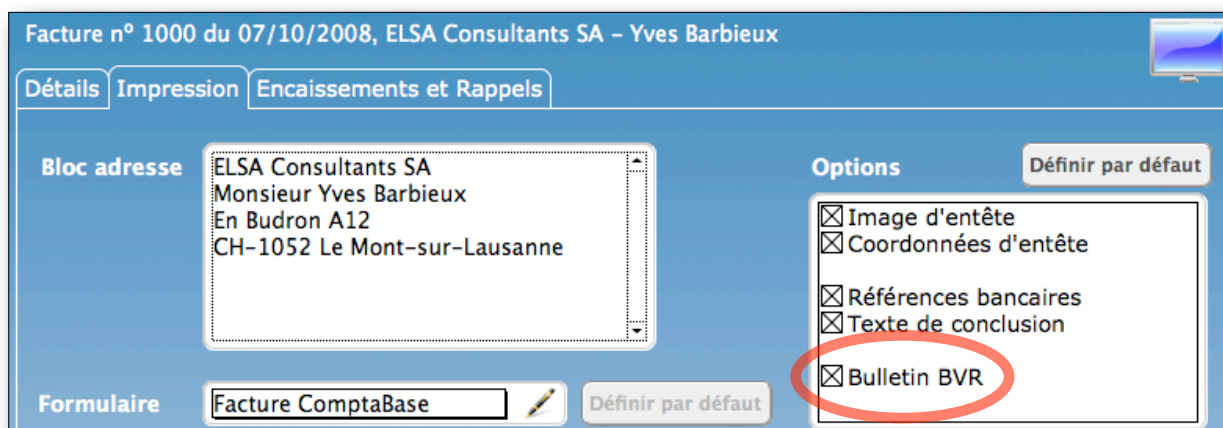 Facture nº 1000 du 07/10/2008, ELSA Consultants SA – Yves Barbieux
Détails Impression Encaissements et Rappels
Bloc adresse
ELSA Consultants SA
Monsieur Yves Barbieux
En Budron A12
CH–1052 Le Mont–sur–Lausanne
Options
Définir par défaut
Image d'entête
Coordonnées d'entête
Références bancaires
Texte de conclusion
Bulletin BVR
Formulaire
Facture ComptaBase
Définir par défaut